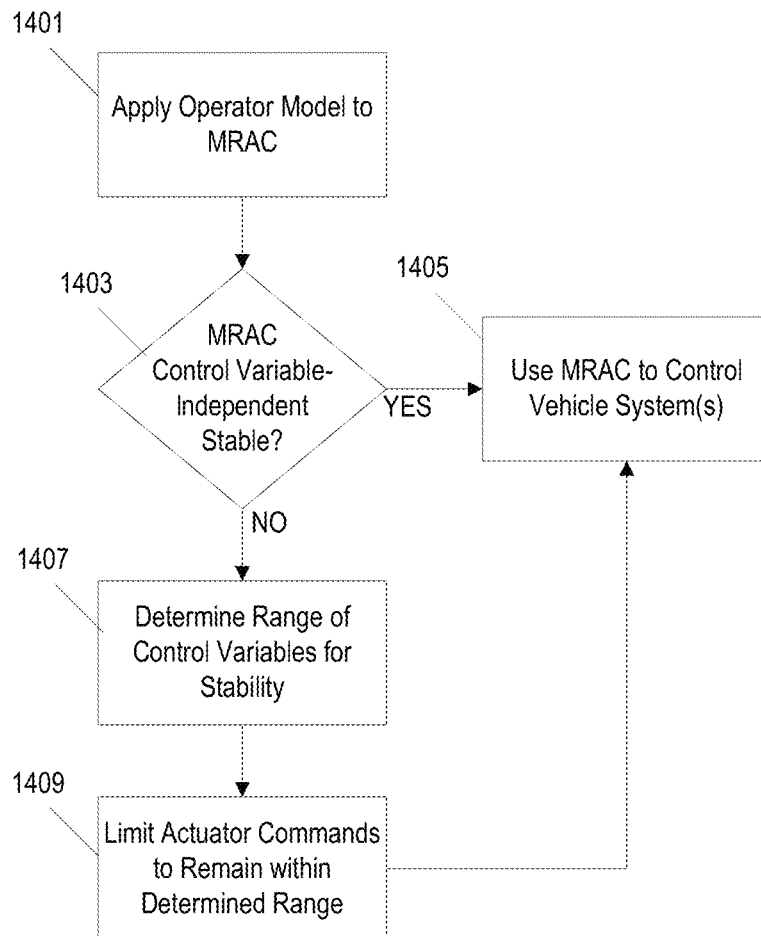 1401
Apply Operator Model to
MRAC
1403
MRAC
Control Variable-
Independent
Stable?
YES
1405
Use MRAC to Control
Vehicle System(s)
NO
1407
Determine Range of
Control Variables for
Stability
1409
Limit Actuator Commands
to Remain within
Determined Range